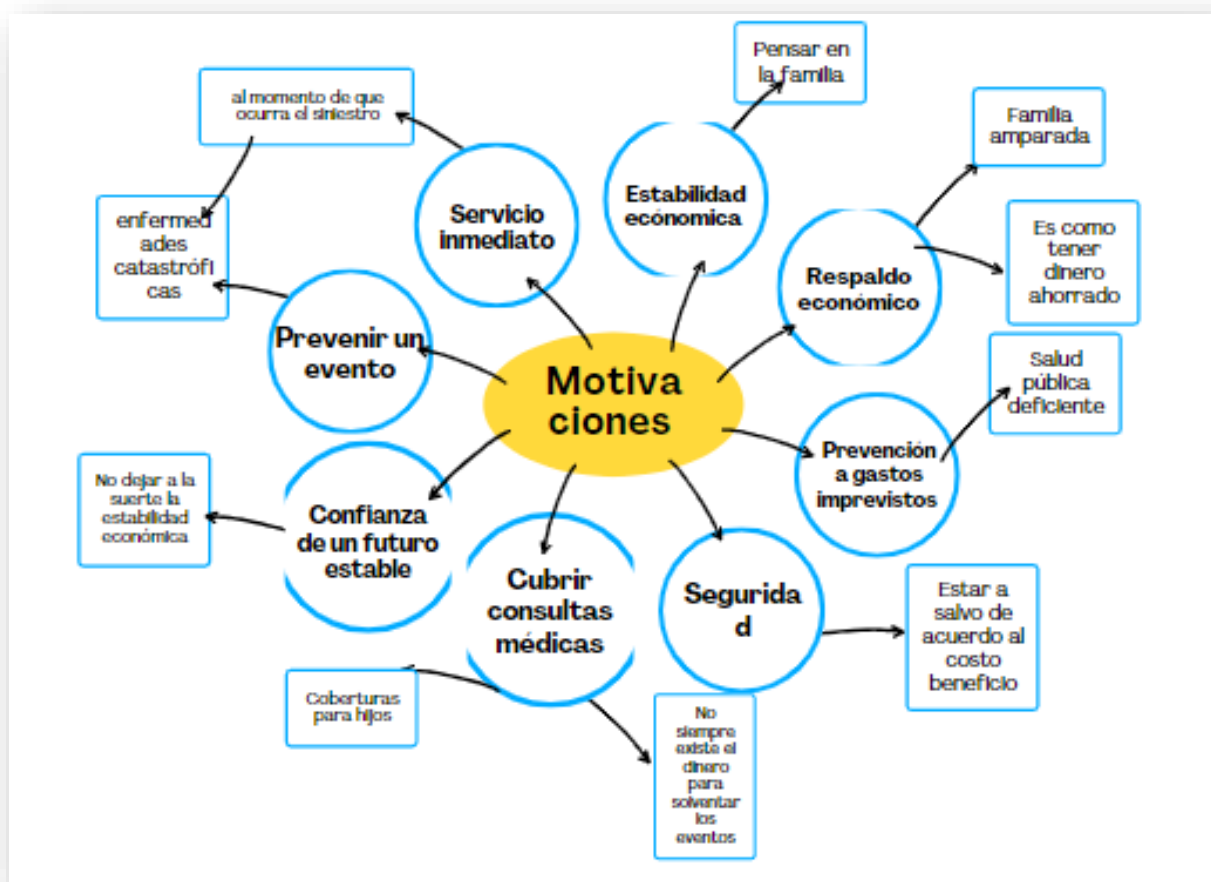 Pensar en
la familia
al momento de que
ocurra el siniestro
Familia
amparada
Estabilidad
ecónomica
Servicio
inmediato
enfermed
ades
catastrófi
cas
Es como
tener
dinero
ahorrado
Respaldo
económico
Prevenir un
evento
Motiva
ciones
Salud
pública
deficiente
Prevención
a gastos
imprevistos
No dejar a la
suerte la
estabilidad
económica
Confianza
de un futuro
estable
Cubrir
consultas
médicas
Segurida
d
Estar a
salvo de
acuerdo al
costo
beneficio
Coberturas
para hijos
No
siempre
existe el
dinero
para
solventar
los
eventos